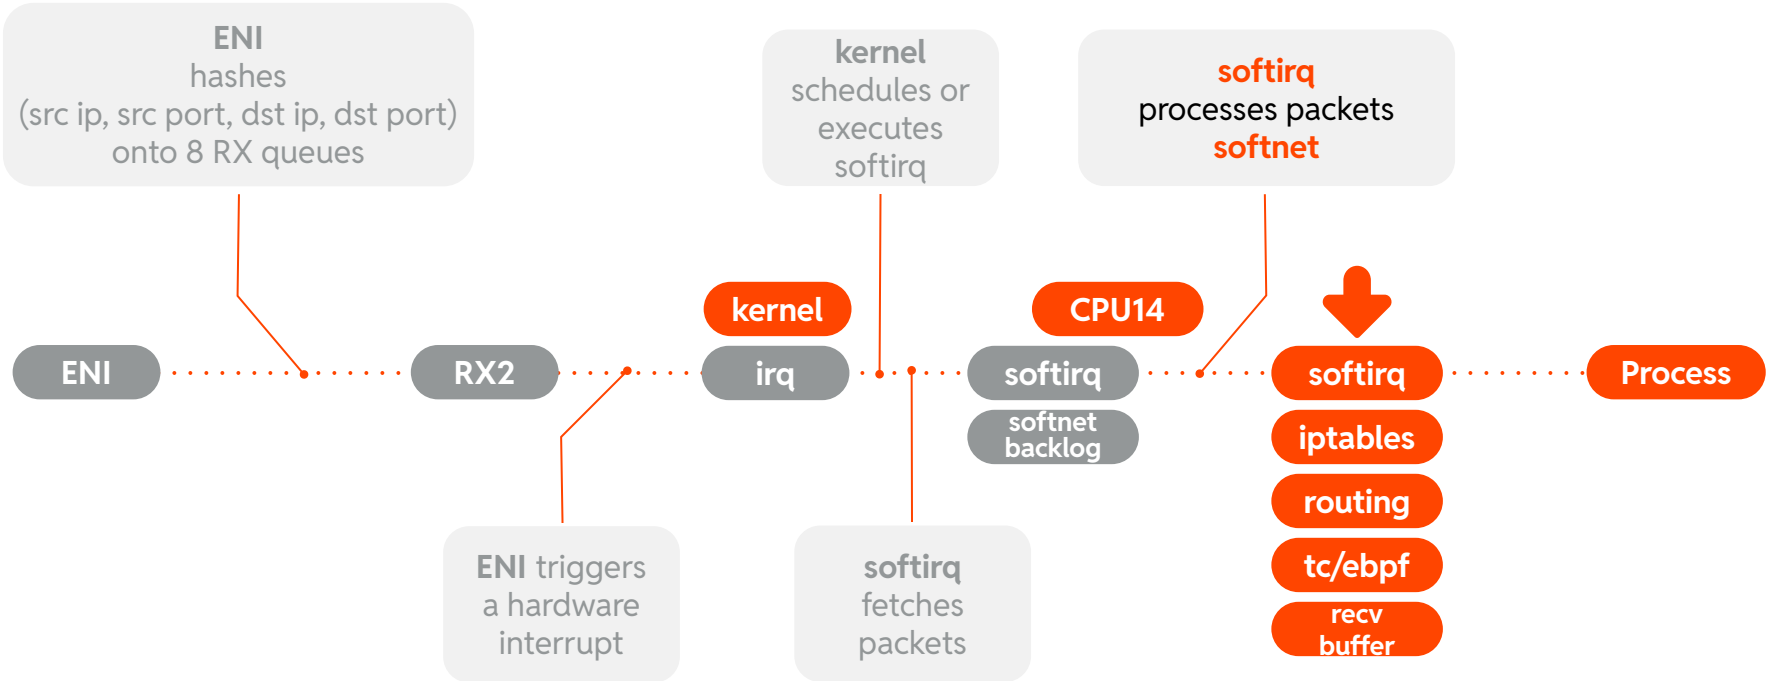 ENI
hashes
(src ip, src port, dst ip, dst port)
onto 8 RX queues
kernel
schedules or
executes
softirq
softirq
processes packets
softnet
kernel
CPU14
ENI
RX2
irq
softirq
softirq
Process
softnet
backlog
iptables
routing
tc/ebpf
recv
buffer
ENI triggers
a hardware
interrupt
softirq
fetches
packets